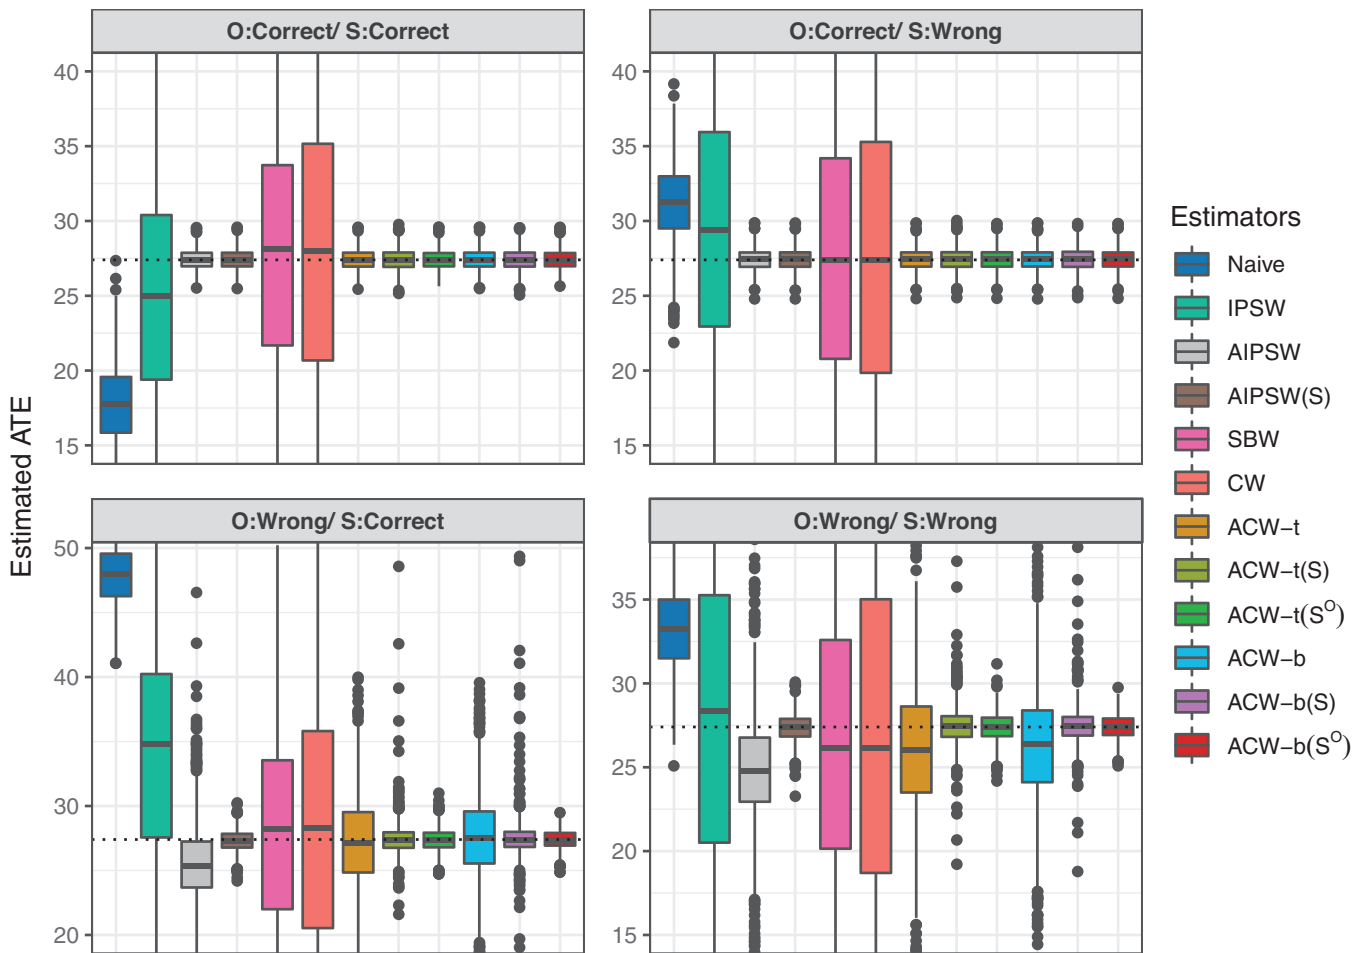 O:Correct/ S:Correct
O:Correct/ S:Wrong
40
35
30
25
20
15
40
35
30
25
20
15
O:Wrong/ S:Correct
O:Wrong/ S:Wrong
50
40
30
20
35
30
25
20
15
Estimated ATE
Estimators
Naive
IPSW
AIPSW
AIPSW(S)
SBW
CW
ACW−t
ACW−t(S)
ACW−t(S^O)
ACW−b
ACW−b(S)
ACW−b(S^O)